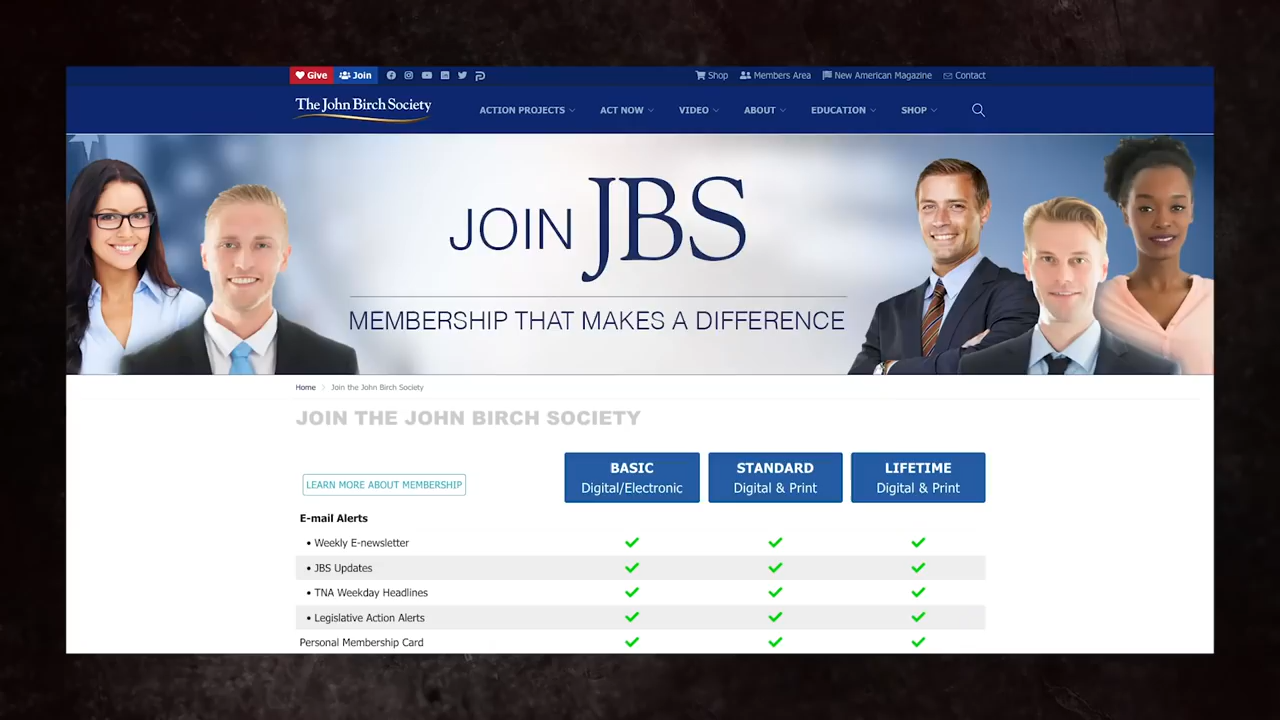 Give Join Shop Members Area New American Magazine Contact
The John Birch Society ACTION PROJECTS ACT NOW VIDEO ABOUT EDUCATION SHOP
JOIN JBS
MEMBERSHIP THAT MAKES A DIFFERENCE
Home Join the John Birch Society
JOIN THE JOHN BIRCH SOCIETY
BASIC STANDARD LIFETIME
LEARN MORE ABOUT MEMBERSHIP Digital/Electronic Digital & Print Digital & Print
E-mail Alerts
• Weekly E-newsletter
• JBS Updates
• TNA Weekday Headlines
• Legislative Action Alerts
Personal Membership Card